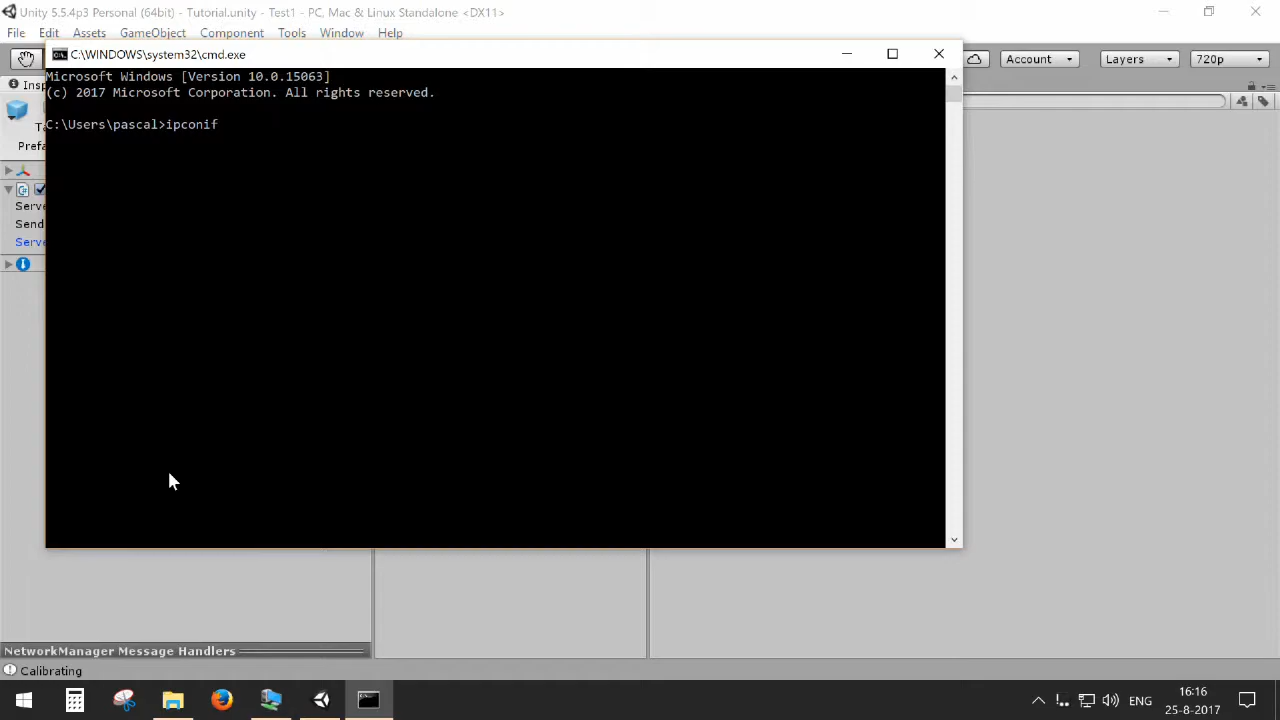 Unity 5.5.4p3 Personal (64bit) - Tutorial.unity - Test1 - PC, Mac & Linux Standalone <DX11>
File Edit Assets GameObject Component Tools Window Help
C:\WINDOWS\system32\cmd.exe
Account
Layers
720p
Microsoft Windows [Version 10.0.15063]
(c) 2017 Microsoft Corporation. All rights reserved.
C:\Users\pascal>ipconif
Insp
Prefa
Serve
Send
Serve
NetworkManager Message Handlers
Calibrating
ENG
16:16
25-8-2017